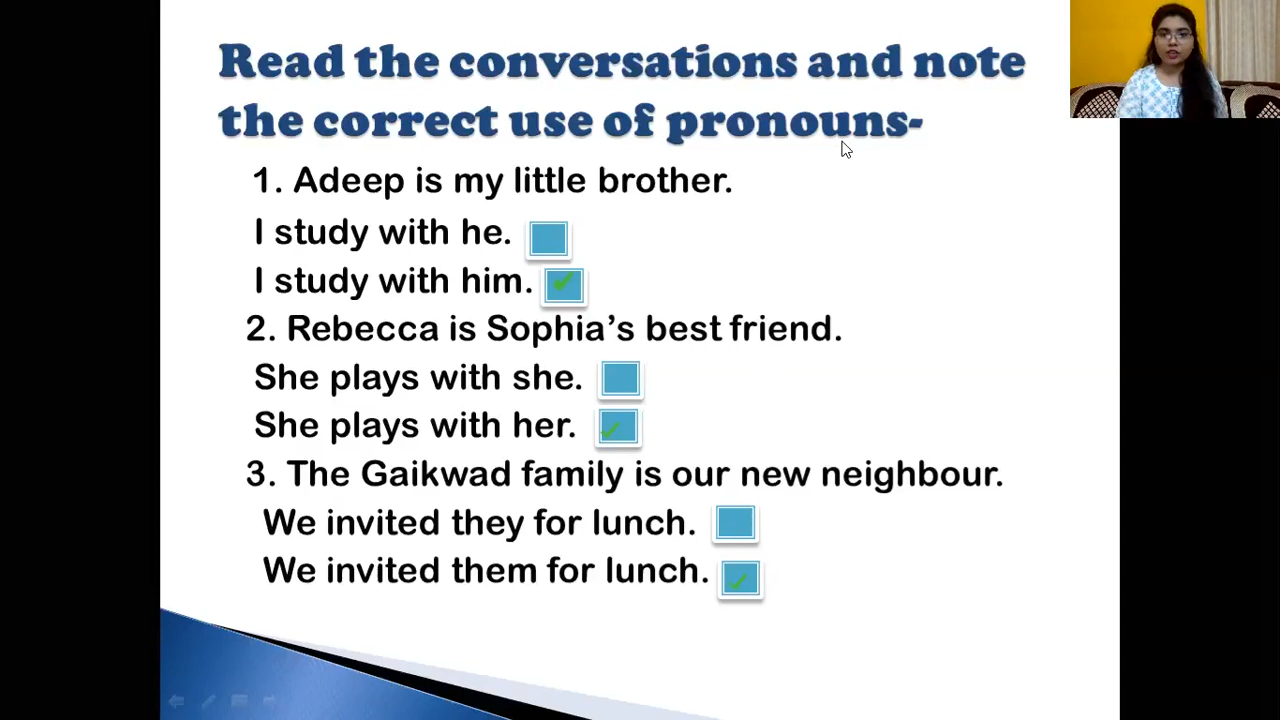 Read the conversations and note
the correct use of pronouns-
1. Adeep is my little brother.
I study with he.
I study with him.
2. Rebecca is Sophia’s best friend.
She plays with she.
She plays with her.
3. The Gaikwad family is our new neighbour.
We invited they for lunch.
We invited them for lunch.